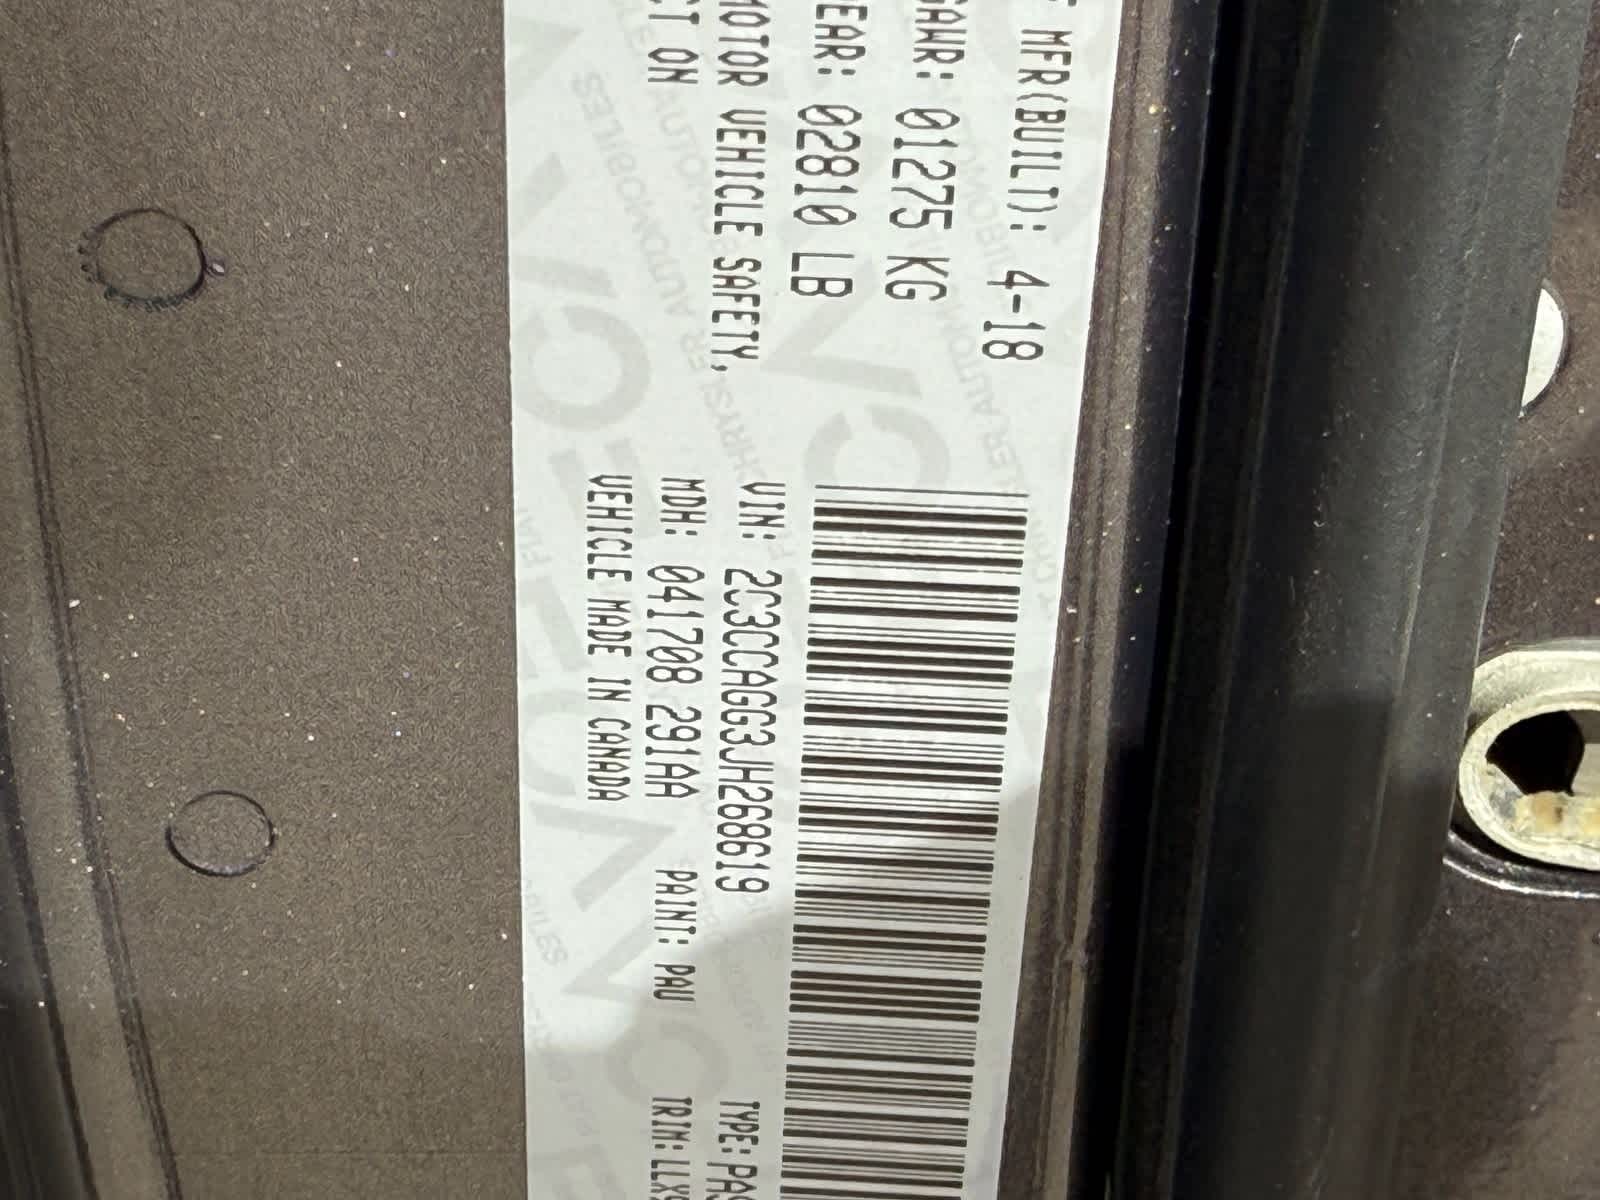 MFR(BUILT): 4-18
GAWR: 01275 KG
REAR: 02810 LB
MOTOR VEHICLE SAFETY,
ON
VIN: 2C3CCAGG3JH268619
TYPE:
MDH: 041708 291AA PAINT: PAU
TRIM:
VEHICLE MADE IN CANADA